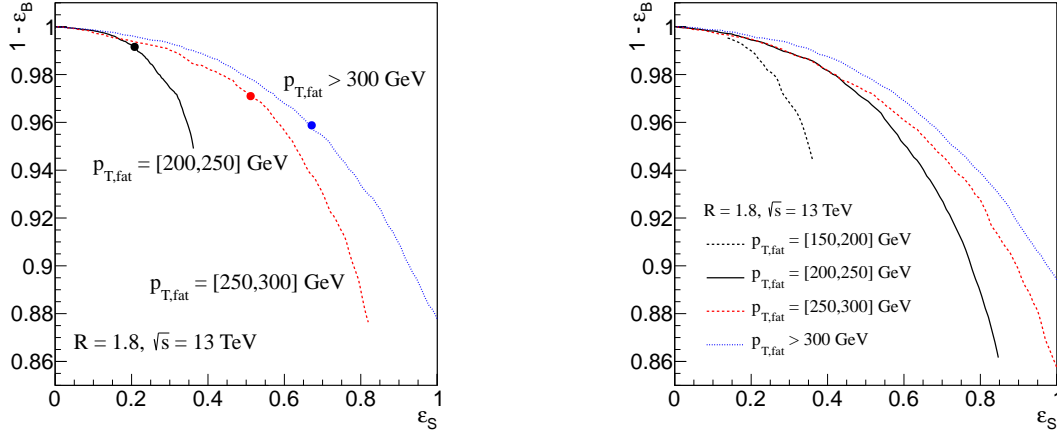 1 - ε_B
1
0.98
0.96
0.94
0.92
0.9
0.88
0.86
0
0.2
0.4
0.6
0.8
1
ε_S
p_T,fat > 300 GeV
p_T,fat = [200,250] GeV
p_T,fat = [250,300] GeV
R = 1.8, √s = 13 TeV
1 - ε_B
1
0.98
0.96
0.94
0.92
0.9
0.88
0.86
0
0.2
0.4
0.6
0.8
1
ε_S
R = 1.8, √s = 13 TeV
p_T,fat = [150,200] GeV
p_T,fat = [200,250] GeV
p_T,fat = [250,300] GeV
p_T,fat > 300 GeV